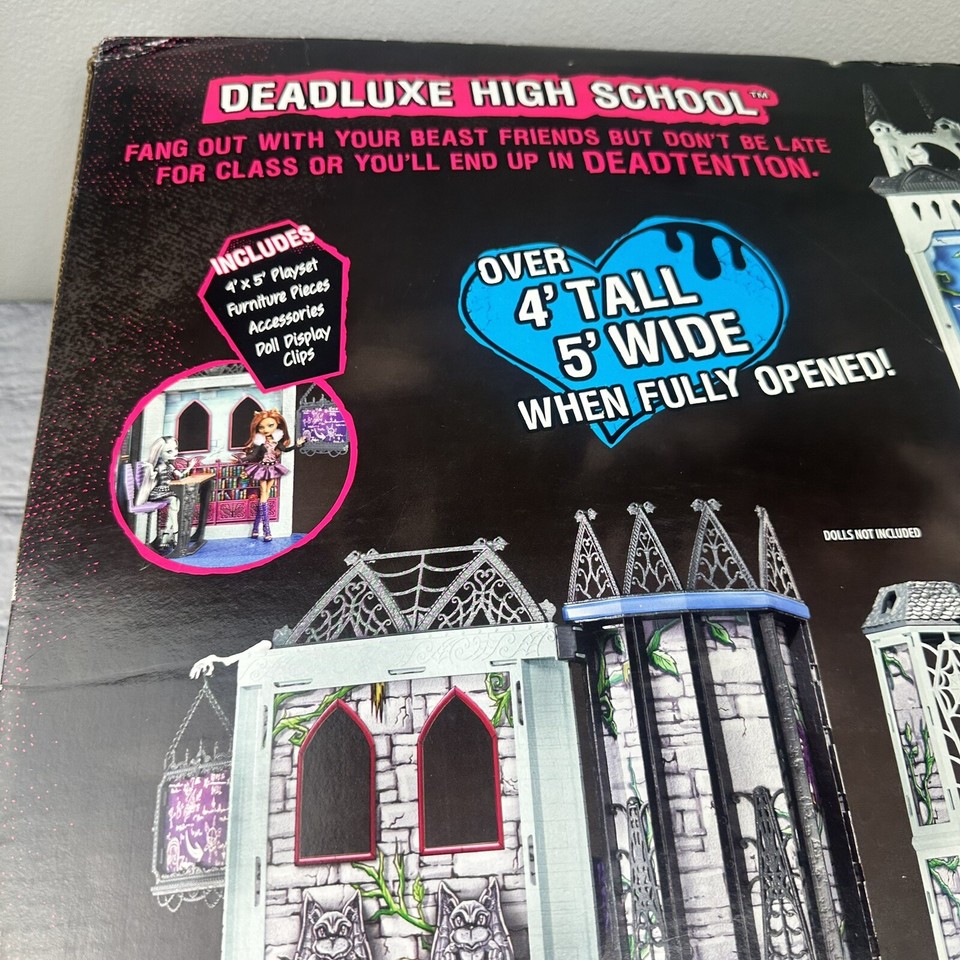 DEADLUXE HIGH SCHOOL™
FANG OUT WITH YOUR BEAST FRIENDS BUT DON'T BE LATE
FOR CLASS OR YOU'LL END UP IN DEADTENTION.
INCLUDES
4' x 5' Playset
Furniture Pieces
Accessories
Doll Display
Clips
OVER
4' TALL
5' WIDE
WHEN FULLY OPENED!
DOLLS NOT INCLUDED